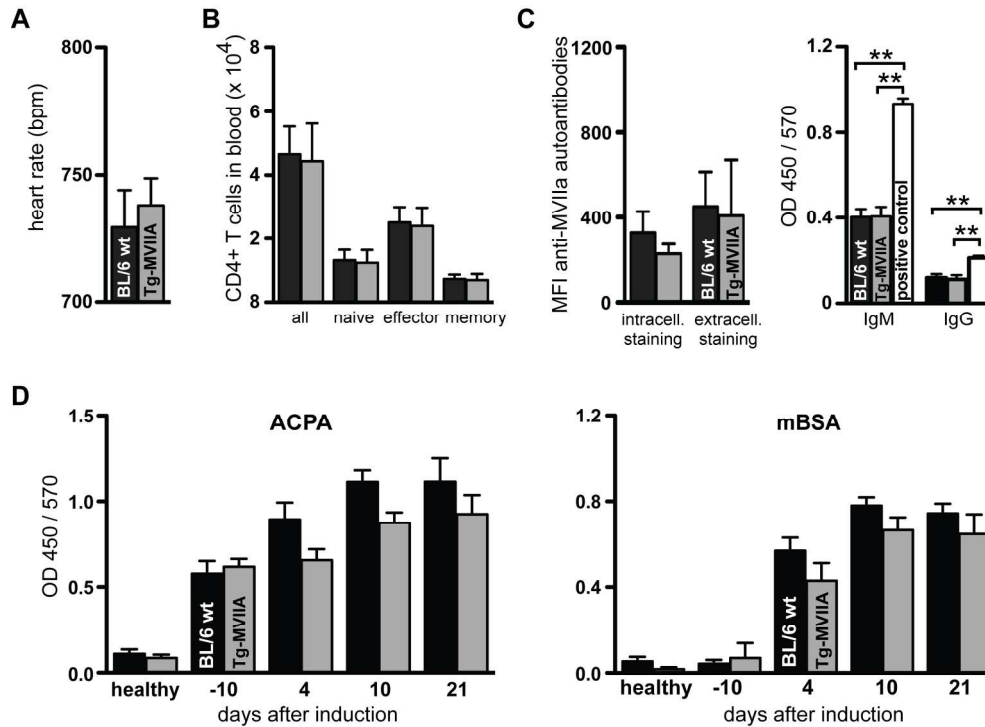 A
heart rate (bpm)
800
750
700
BL/6 wt
Tg-MVIIA
B
CD4+ T cells in blood (x 10⁴)
8
6
4
2
8
all naive effector memory
C
MFI anti-MVIIa autoantibodies
1200
900
600
300
0
BL/6 wt
Tg-MVIIA
intracell. extracell.
staining staining
OD 450 / 570
1.2
0.8
0.4
0
**
**
**
**
BL/6 wt
Tg-MVIIA
positive control
IgM IgG
D
ACPA
OD 450 / 570
1.5
1.0
0.5
0.0
BL/6 wt
Tg-MVIIA
healthy -10 4 10 21
days after induction
mBSA
1.2
0.8
0.4
0.0
BL/6 wt
Tg-MVIIA
healthy -10 4 10 21
days after induction